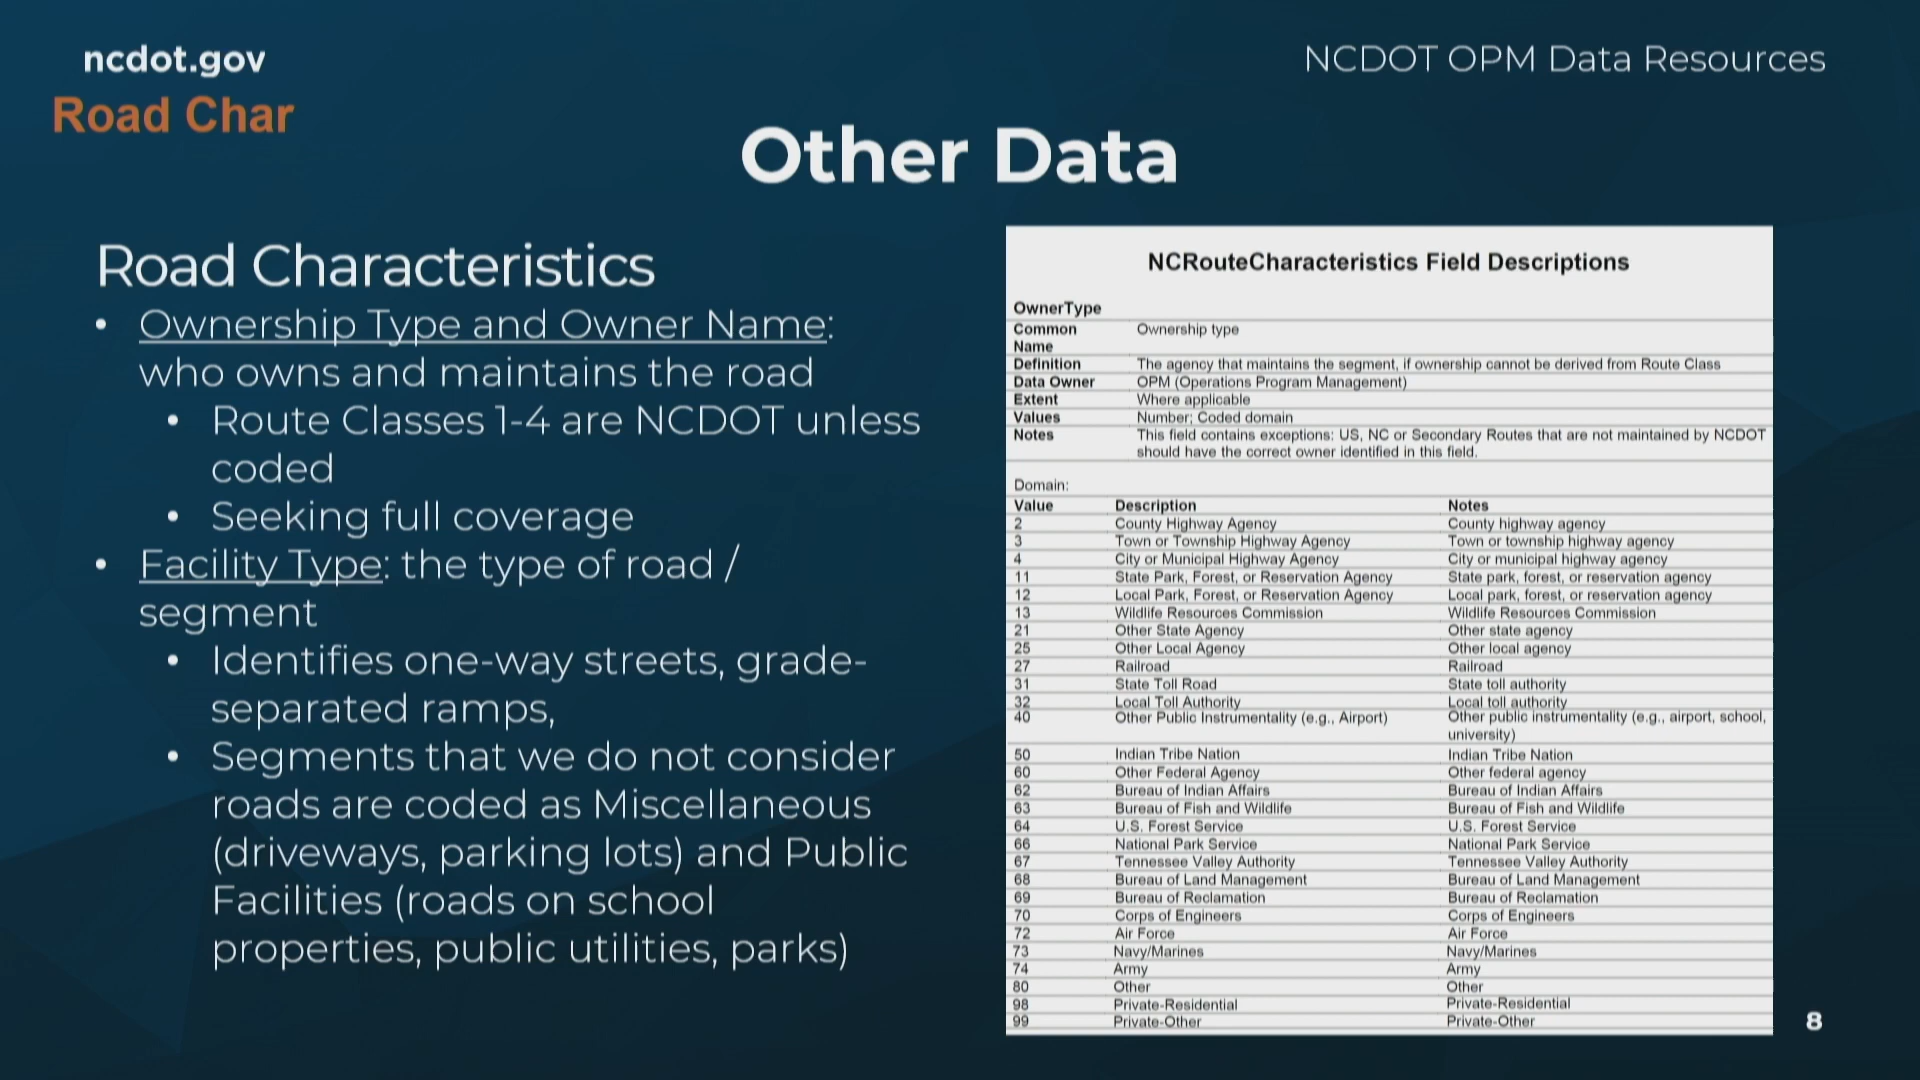 ncdot.gov
NCDOT OPM Data Resources
Road Char
Other Data
Road Characteristics
• Ownership Type and Owner Name:
who owns and maintains the road
• Route Classes 1-4 are NCDOT unless
coded
• Seeking full coverage
• Facility Type: the type of road /
segment
• Identifies one-way streets, grade-
separated ramps,
• Segments that we do not consider
roads are coded as Miscellaneous
(driveways, parking lots) and Public
Facilities (roads on school
properties, public utilities, parks)
NCRouteCharacteristics Field Descriptions
OwnerType
Common Name Ownership type
Definition The agency that maintains the segment, if ownership cannot be derived from Route Class
Data Owner OPM (Operations Program Management)
Extent Where applicable
Values Number; Coded domain
Notes This field contains exceptions: US, NC or Secondary Routes that are not maintained by NCDOT
should have the correct owner identified in this field.
Domain:
Value Description Notes
2 County Highway Agency County highway agency
3 Town or Township Highway Agency Town or township highway agency
4 City or Municipal Highway Agency City or municipal highway agency
11 State Park, Forest, or Reservation Agency State park, forest, or reservation agency
12 Local Park, Forest, or Reservation Agency Local park, forest, or reservation agency
13 Wildlife Resources Commission Wildlife Resources Commission
21 Other State Agency Other state agency
25 Other Local Agency Other local agency
27 Railroad Railroad
31 State Toll Road State toll authority
32 Local Toll Authority Local toll authority
40 Other Public Instrumentality (e.g., Airport) Other public instrumentality (e.g., airport, school,
university)
50 Indian Tribe Nation Indian Tribe Nation
60 Other Federal Agency Other federal agency
62 Bureau of Indian Affairs Bureau of Indian Affairs
63 Bureau of Fish and Wildlife Bureau of Fish and Wildlife
64 U.S. Forest Service U.S. Forest Service
66 National Park Service National Park Service
67 Tennessee Valley Authority Tennessee Valley Authority
68 Bureau of Land Management Bureau of Land Management
69 Bureau of Reclamation Bureau of Reclamation
70 Corps of Engineers Corps of Engineers
72 Air Force Air Force
73 Navy/Marines Navy/Marines
74 Army Army
80 Other Other
98 Private-Residential Private-Residential
99 Private-Other Private-Other
8